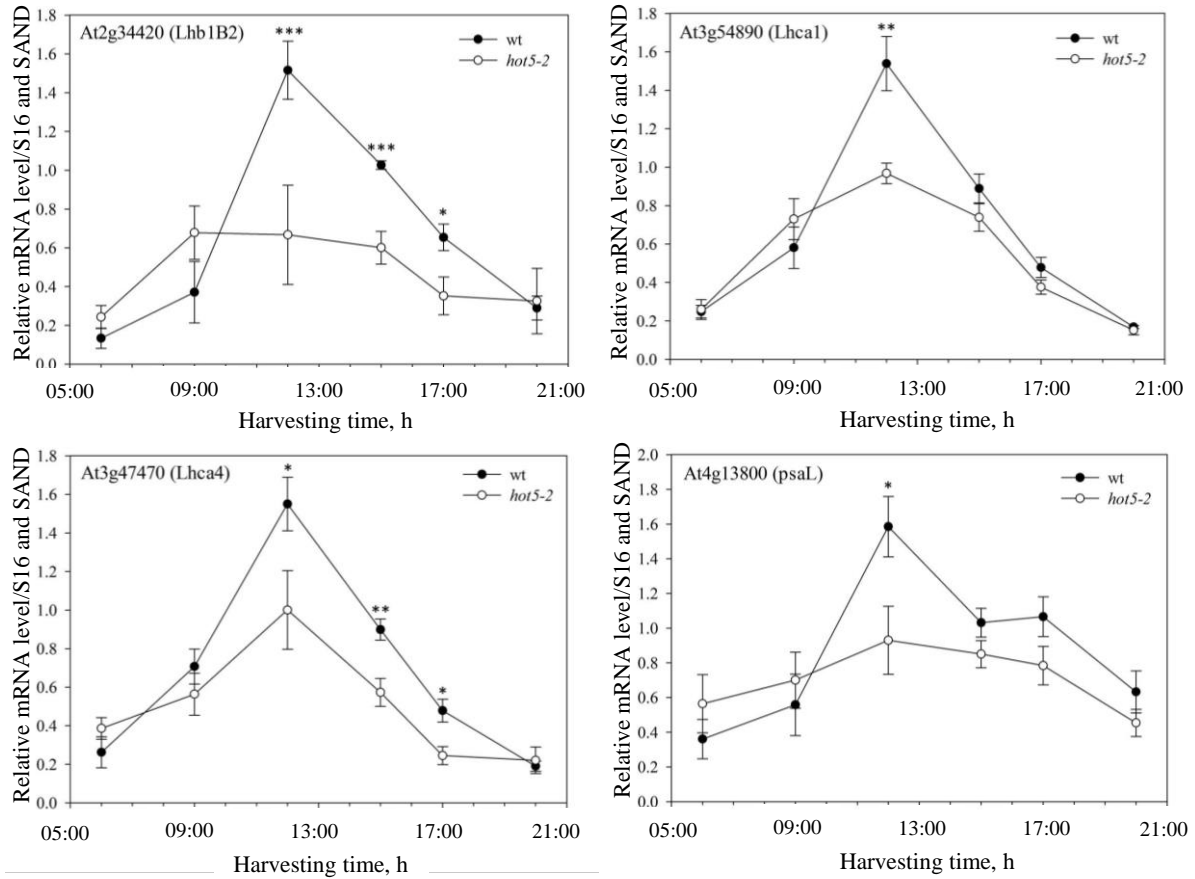 Relative mRNA level/S16 and SAND
1.8
1.6
1.4
1.2
1.0
0.8
0.6
0.4
0.2
0.0
At2g34420 (Lhb1B2)
***
***
*
wt
hot5-2
05:00 09:00 13:00 17:00 21:00
Harvesting time, h
Relative mRNA level/S16 and SAND
1.8
1.6
1.4
1.2
1.0
0.8
0.6
0.4
0.2
0.0
At3g54890 (Lhca1)
**
wt
hot5-2
05:00 09:00 13:00 17:00 21:00
Harvesting time, h
Relative mRNA level/S16 and SAND
1.8
1.6
1.4
1.2
1.0
0.8
0.6
0.4
0.2
0.0
At3g47470 (Lhca4)
*
**
*
wt
hot5-2
05:00 09:00 13:00 17:00 21:00
Harvesting time, h
Relative mRNA level/S16 and SAND
2.0
1.8
1.6
1.4
1.2
1.0
0.8
0.6
0.4
0.2
0.0
At4g13800 (psaL)
*
wt
hot5-2
05:00 09:00 13:00 17:00 21:00
Harvesting time, h